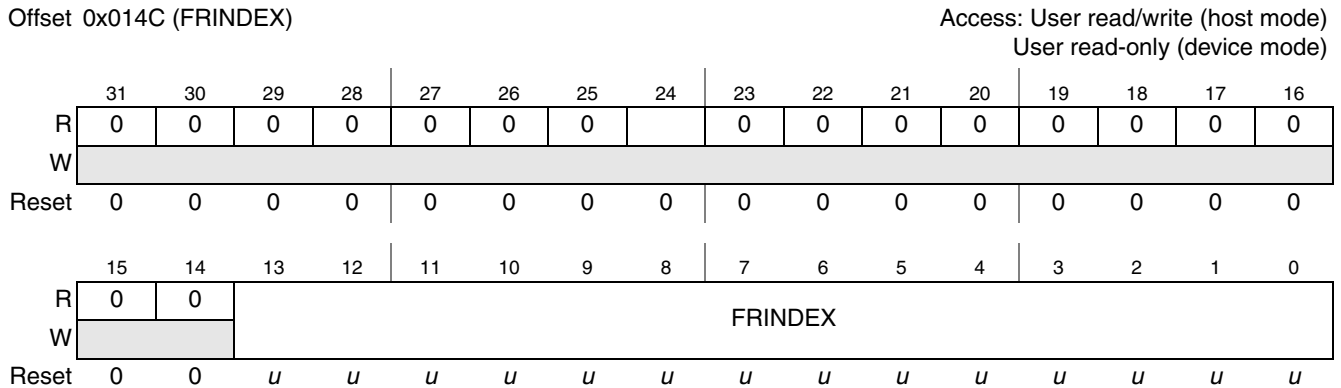 Offset 0x014C (FRINDEX) Access: User read/write (host mode)
User read-only (device mode)
31 30 29 28 27 26 25 24 23 22 21 20 19 18 17 16
R 0 0 0 0 0 0 0 0 0 0 0 0 0 0 0
W
Reset 0 0 0 0 0 0 0 0 0 0 0 0 0 0 0 0
15 14 13 12 11 10 9 8 7 6 5 4 3 2 1 0
R 0 0 FRINDEX
W
Reset 0 0 u u u u u u u u u u u u u u